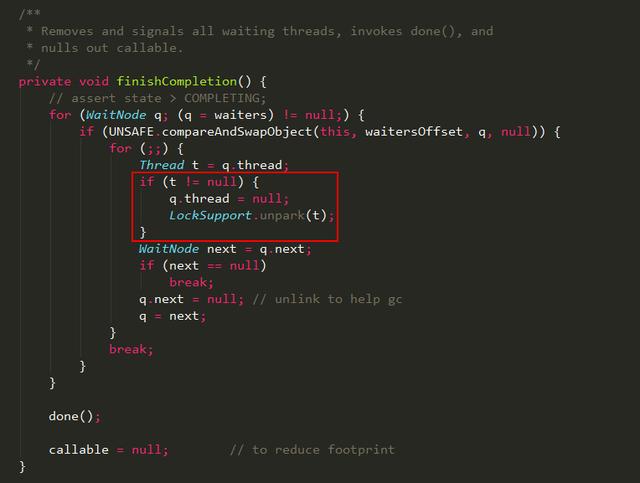 /**
 * Removes and signals all waiting threads, invokes done(), and
 * nulls out callable.
 */
private void finishCompletion() {
    // assert state > COMPLETING;
    for (WaitNode q; (q = waiters) != null;) {
        if (UNSAFE.compareAndSwapObject(this, waitersOffset, q, null)) {
            for (;;) {
                Thread t = q.thread;
                if (t != null) {
                    q.thread = null;
                    LockSupport.unpark(t);
                }
                WaitNode next = q.next;
                if (next == null)
                    break;
                q.next = null; // unlink to help gc
                q = next;
            }
            break;
        }
    }

    done();

    callable = null;        // to reduce footprint
}